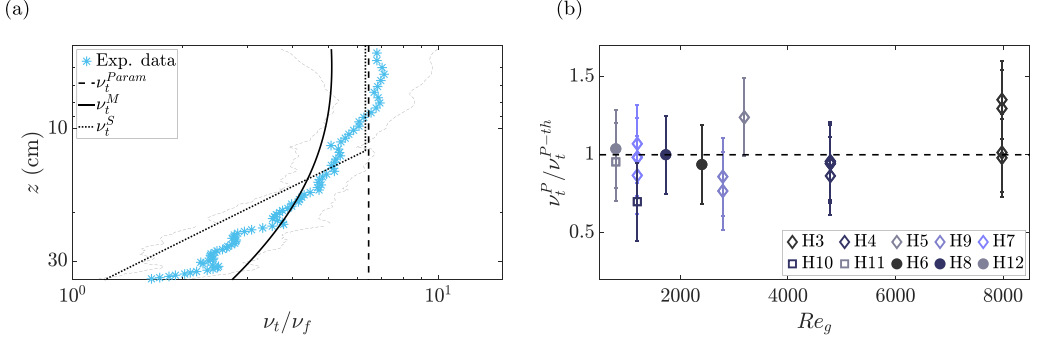 (a)
Exp. data
ν_t^{Param}
ν_t^M
ν_t^S
10
30
z (cm)
10^0
10^1
ν_t/ν_f
(b)
1.5
1
0.5
ν_t^P/ν_t^{P−th}
H3 H4 H5 H9 H7
H10 H11 H6 H8 H12
2000 4000 6000 8000
Re_g